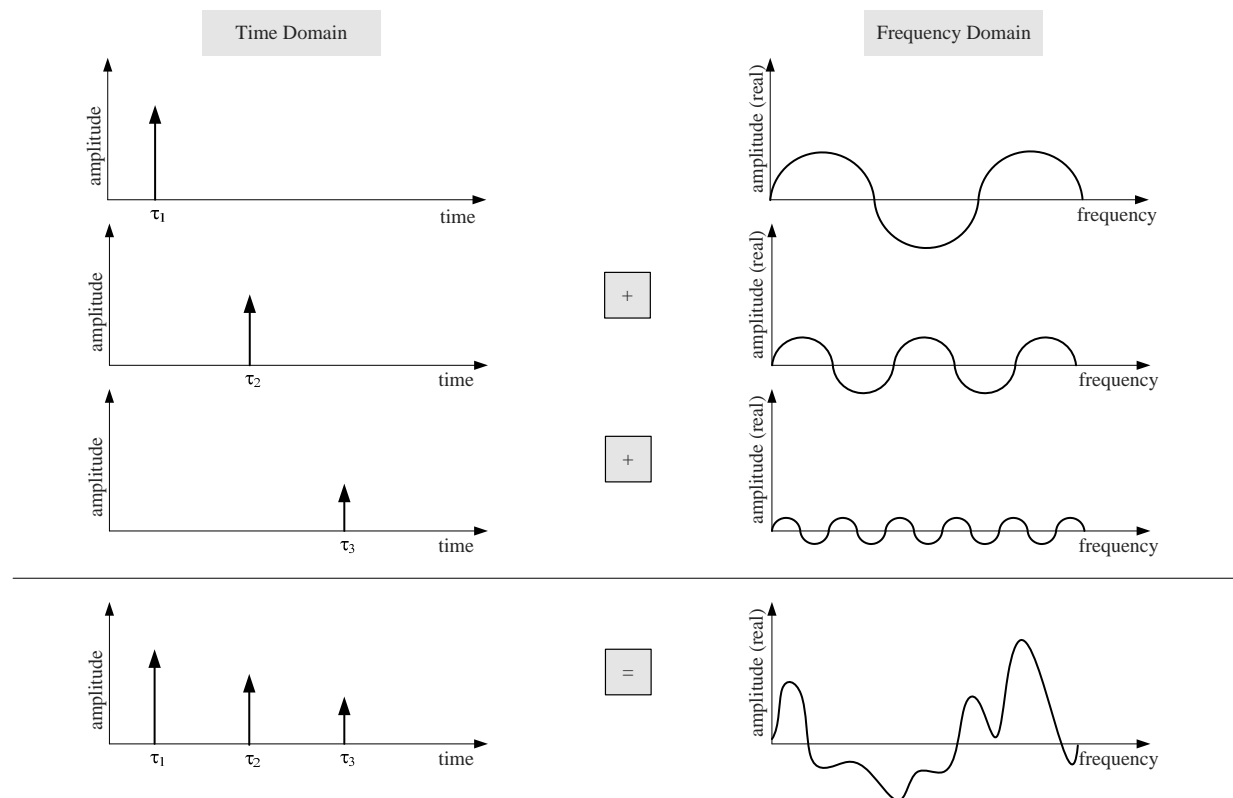 Time Domain
Frequency Domain
amplitude
τ1
time
amplitude (real)
frequency
amplitude
τ2
time
+
amplitude (real)
frequency
amplitude
τ3
time
+
amplitude (real)
frequency
amplitude
τ1
τ2
τ3
time
=
amplitude (real)
frequency